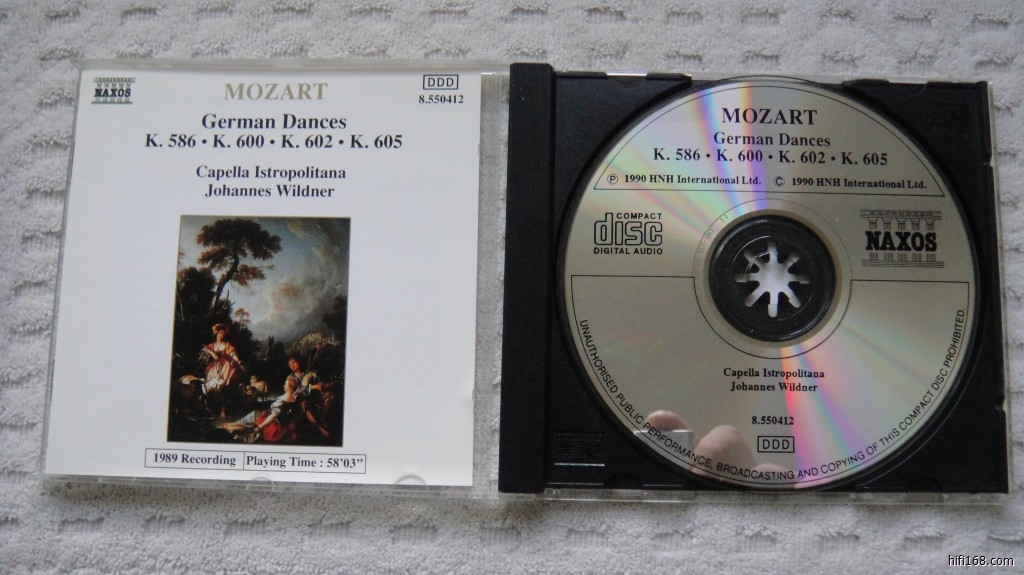 NAXOS
MOZART
DDD
8.550412
German Dances
K. 586 • K. 600 • K. 602 • K. 605
Capella Istropolitana
Johannes Wildner
1989 Recording
Playing Time : 58'03"
MOZART
German Dances
K. 586 • K. 600 • K. 602 • K. 605
Ⓟ 1990 HNH International Ltd. © 1990 HNH International Ltd.
COMPACT
disc
DIGITAL AUDIO
NAXOS
Capella Istropolitana
Johannes Wildner
8.550412
DDD
UNAUTHORISED PUBLIC PERFORMANCE, BROADCASTING AND COPYING OF THIS COMPACT DISC PROHIBITED.
hifi168.com